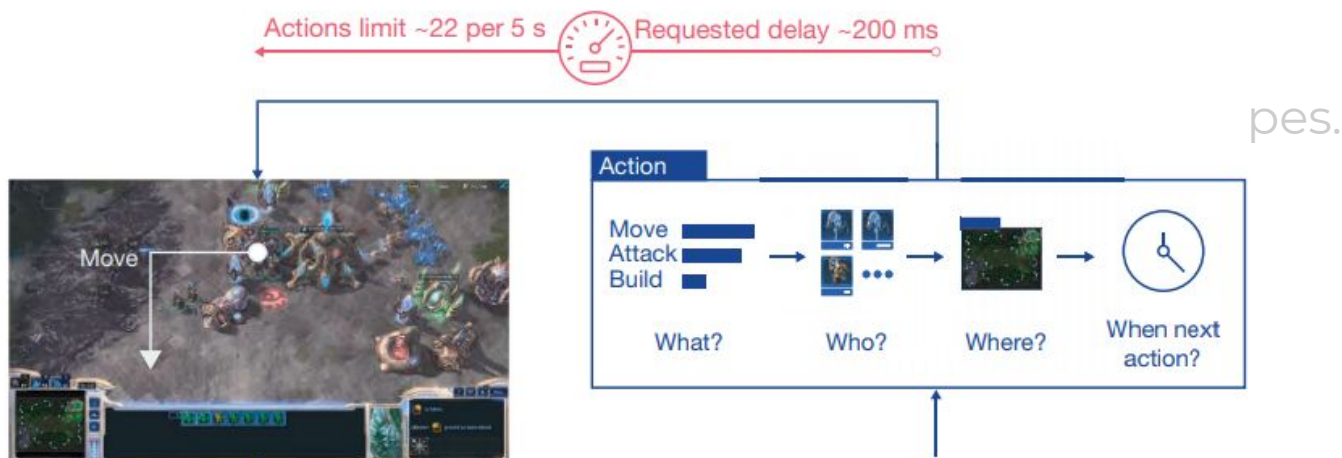 Actions limit ~22 per 5 s
Requested delay ~200 ms
pes.
Action
Move
Move
Attack
Build
What?
Who?
Where?
When next
action?